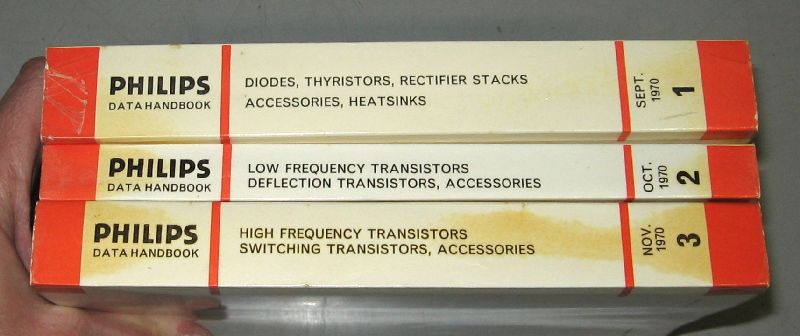 PHILIPS
DATA HANDBOOK
DIODES, THYRISTORS, RECTIFIER STACKS
ACCESSORIES, HEATSINKS
SEPT.
1970
1
PHILIPS
DATA HANDBOOK
LOW FREQUENCY TRANSISTORS
DEFLECTION TRANSISTORS, ACCESSORIES
OCT.
1970
2
PHILIPS
DATA HANDBOOK
HIGH FREQUENCY TRANSISTORS
SWITCHING TRANSISTORS, ACCESSORIES
NOV.
1970
3